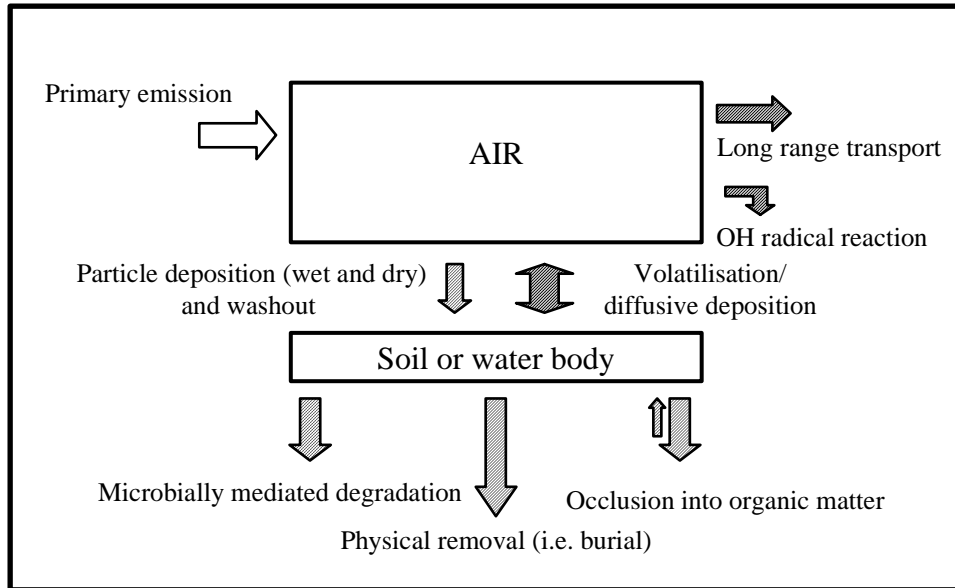 Primary emission
AIR
Long range transport
OH radical reaction
Particle deposition (wet and dry)
and washout
Volatilisation/
diffusive deposition
Soil or water body
Microbially mediated degradation
Occlusion into organic matter
Physical removal (i.e. burial)